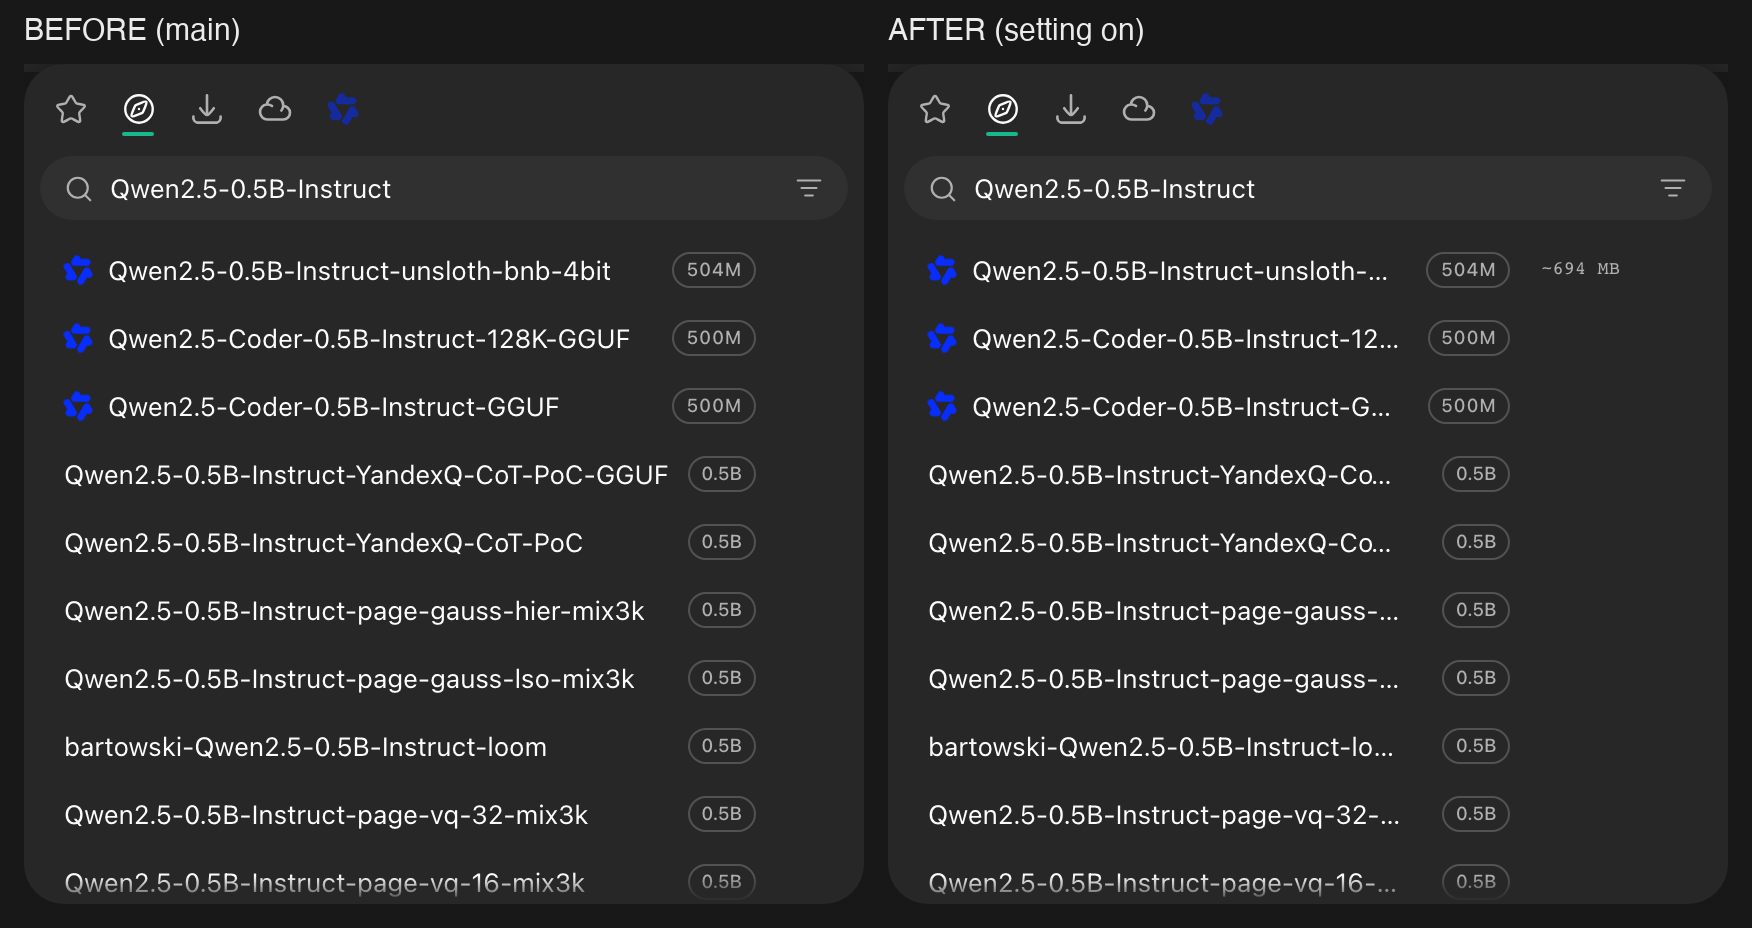 BEFORE (main)
Qwen2.5-0.5B-Instruct
Qwen2.5-0.5B-Instruct-unsloth-bnb-4bit 504M
Qwen2.5-Coder-0.5B-Instruct-128K-GGUF 500M
Qwen2.5-Coder-0.5B-Instruct-GGUF 500M
Qwen2.5-0.5B-Instruct-YandexQ-CoT-PoC-GGUF 0.5B
Qwen2.5-0.5B-Instruct-YandexQ-CoT-PoC 0.5B
Qwen2.5-0.5B-Instruct-page-gauss-hier-mix3k 0.5B
Qwen2.5-0.5B-Instruct-page-gauss-lso-mix3k 0.5B
bartowski-Qwen2.5-0.5B-Instruct-loom 0.5B
Qwen2.5-0.5B-Instruct-page-vq-32-mix3k 0.5B
Qwen2.5-0.5B-Instruct-page-vq-16-mix3k 0.5B
AFTER (setting on)
Qwen2.5-0.5B-Instruct
Qwen2.5-0.5B-Instruct-unsloth-... 504M ~694 MB
Qwen2.5-Coder-0.5B-Instruct-12... 500M
Qwen2.5-Coder-0.5B-Instruct-G... 500M
Qwen2.5-0.5B-Instruct-YandexQ-Co... 0.5B
Qwen2.5-0.5B-Instruct-YandexQ-Co... 0.5B
Qwen2.5-0.5B-Instruct-page-gauss-... 0.5B
Qwen2.5-0.5B-Instruct-page-gauss-... 0.5B
bartowski-Qwen2.5-0.5B-Instruct-lo... 0.5B
Qwen2.5-0.5B-Instruct-page-vq-32-... 0.5B
Qwen2.5-0.5B-Instruct-page-vq-16-... 0.5B